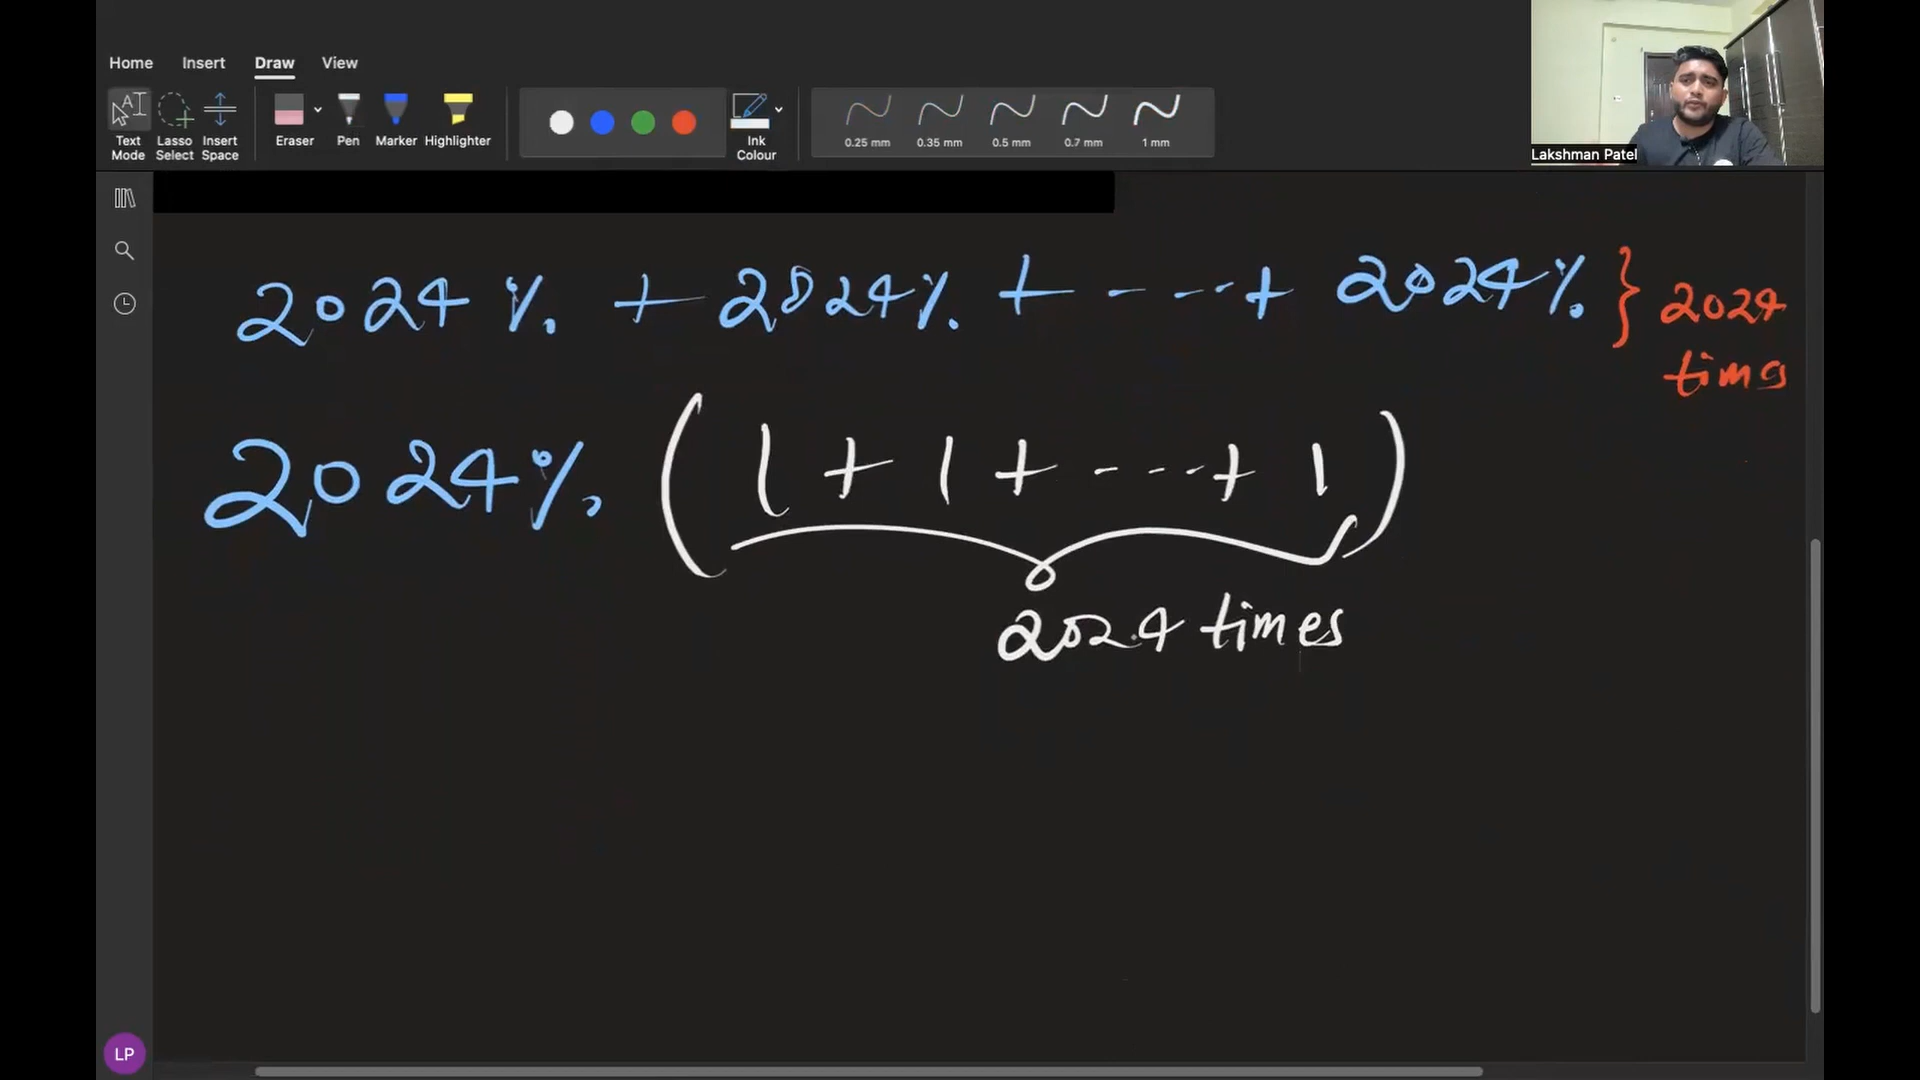 Home Insert Draw View
Text Mode Lasso Select Insert Space Eraser Pen Marker Highlighter Ink Colour 0.25 mm 0.35 mm 0.5 mm 0.7 mm 1 mm
Lakshman Patel
2024 % + 2024 % + - - - + 2024 % } 2024
times
2024 % ( 1 + 1 + - - - + 1 )
2024 times
LP